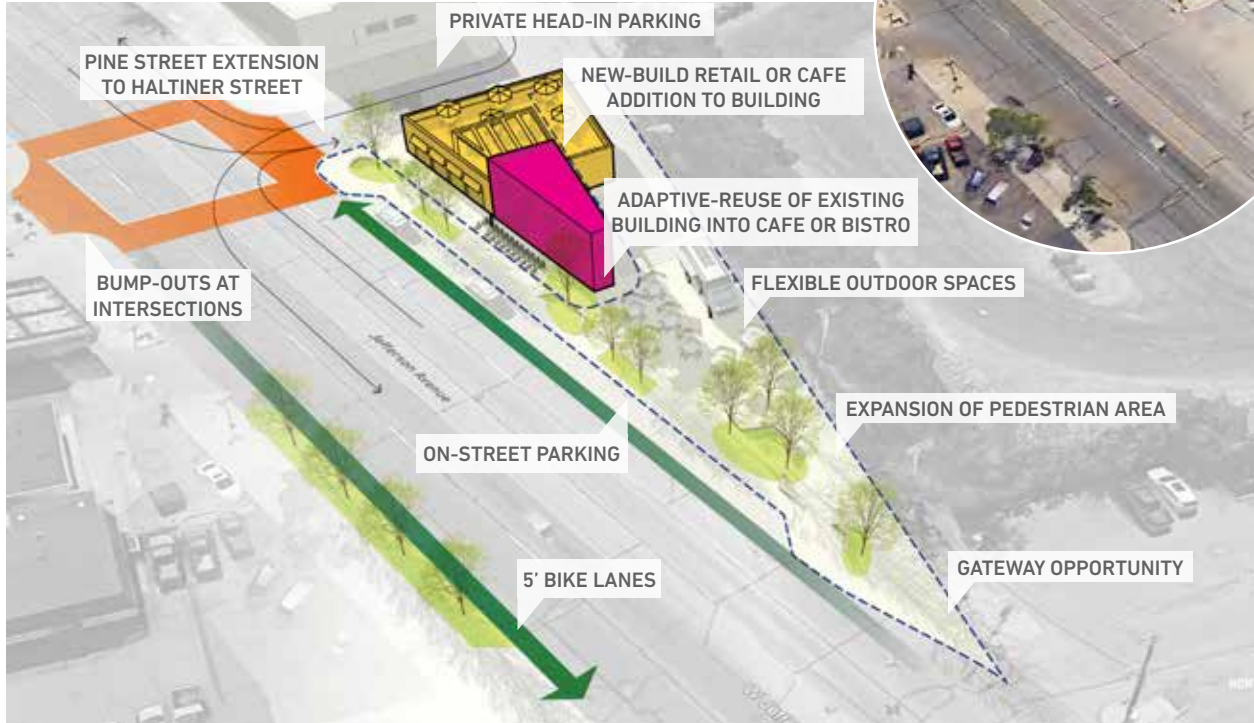 PRIVATE HEAD-IN PARKING
PINE STREET EXTENSION
TO HALTINER STREET
NEW-BUILD RETAIL OR CAFE
ADDITION TO BUILDING
ADAPTIVE-REUSE OF EXISTING
BUILDING INTO CAFE OR BISTRO
BUMP-OUTS AT
INTERSECTIONS
FLEXIBLE OUTDOOR SPACES
Jefferson Avenue
EXPANSION OF PEDESTRIAN AREA
ON-STREET PARKING
5' BIKE LANES
GATEWAY OPPORTUNITY